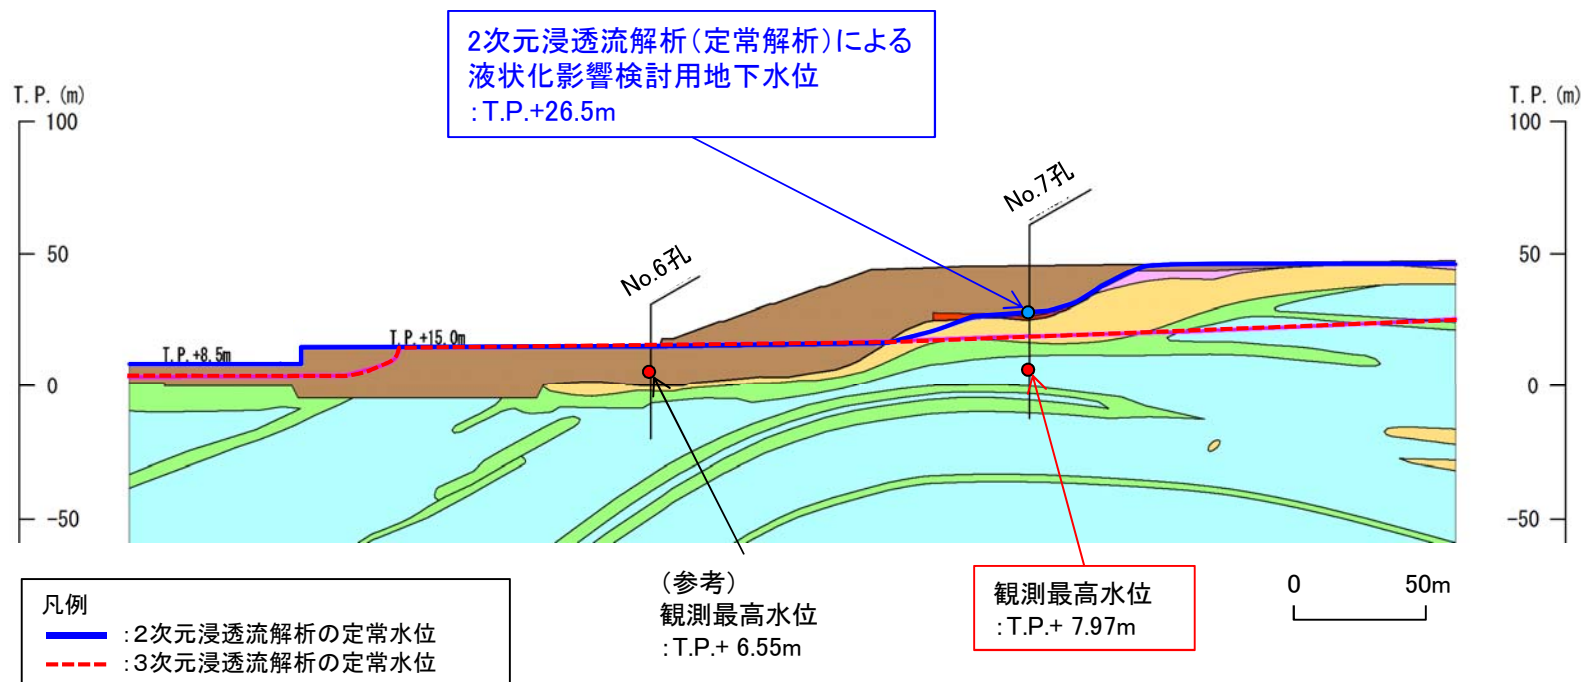 2次元浸透流解析（定常解析）による
液状化影響検討用地下水位
：T.P.+26.5m
T.P.(m)
T.P.(m)
100
100
No.7孔
50
50
No.6孔
T.P.+15.0m
T.P.+8.5m
0
0
-50
-50
（参考）
観測最高水位
：T.P.+ 6.55m
観測最高水位
：T.P.+ 7.97m
0 50m
凡例
：2次元浸透流解析の定常水位
：3次元浸透流解析の定常水位